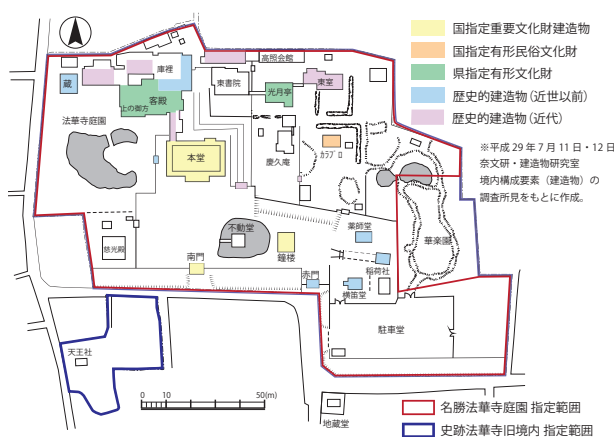 国指定重要文化財建造物
国指定有形民俗文化財
県指定有形文化財
歴史的建造物（近世以前）
歴史的建造物（近代）
※平成 29 年 7 月 11 日・12 日
奈文研・建造物研究室
境内構成要素（建造物）の
調査所見をもとに作成。
高照会館
庫裡
蔵
東書院
光月亭
東室
客殿
上の御方
法華寺庭園
カラブロ
本堂
慶久庵
華楽園
薬師堂
不動堂
慈光殿
鐘楼
南門
稲荷社
赤門
横笛堂
駐車堂
天王社
0 10 50(m)
地蔵堂
名勝法華寺庭園 指定範囲
史跡法華寺旧境内 指定範囲